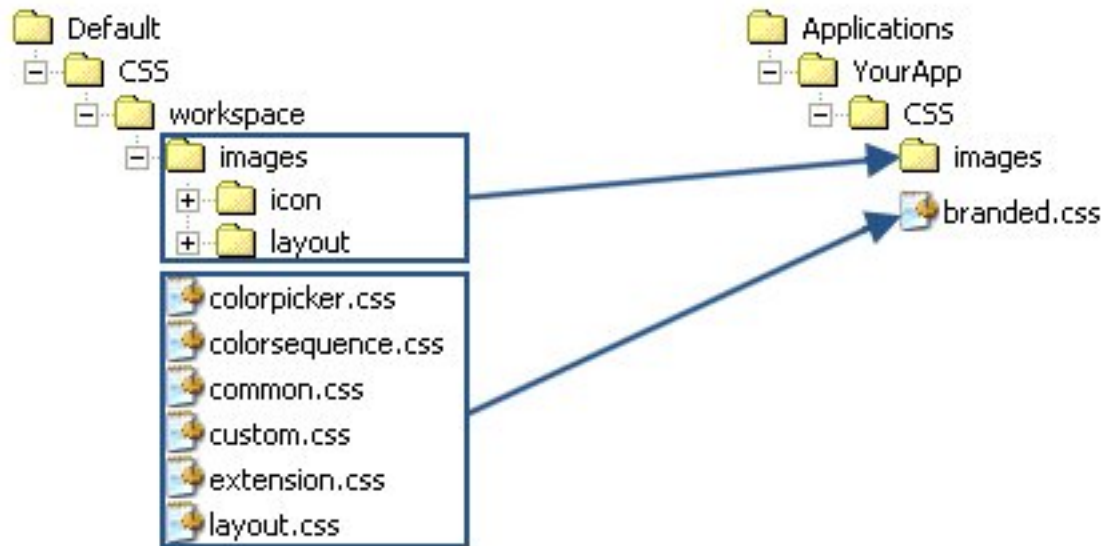 Default
CSS
workspace
images
icon
layout
colorpicker.css
colorsequence.css
common.css
custom.css
extension.css
layout.css
Applications
YourApp
CSS
images
branded.css